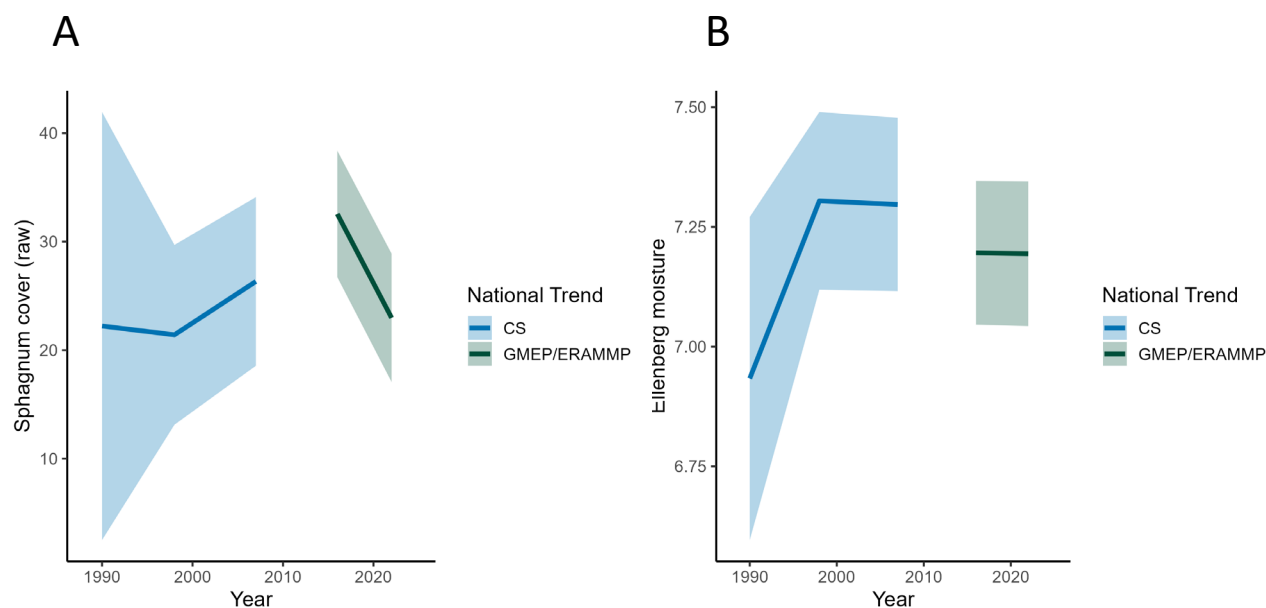 A
Sphagnum cover (raw)
40
30
20
10
1990 2000 2010 2020
Year
National Trend
CS
GMEP/ERAMMP
B
Ellenberg moisture
7.50
7.25
7.00
6.75
1990 2000 2010 2020
Year
National Trend
CS
GMEP/ERAMMP